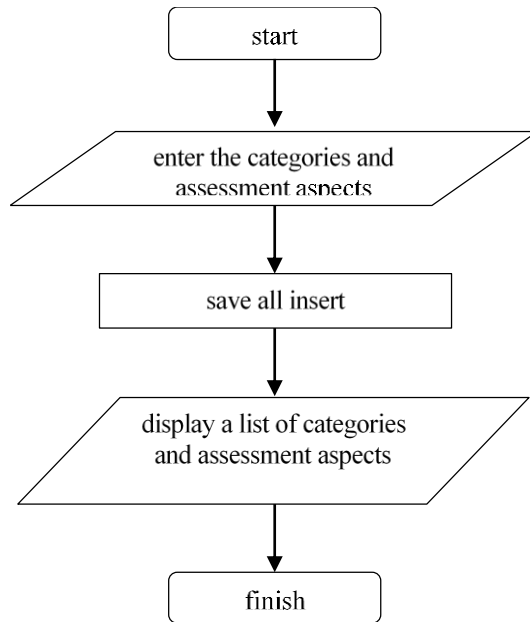 start
enter the categories and
assessment aspects
save all insert
display a list of categories
and assessment aspects
finish